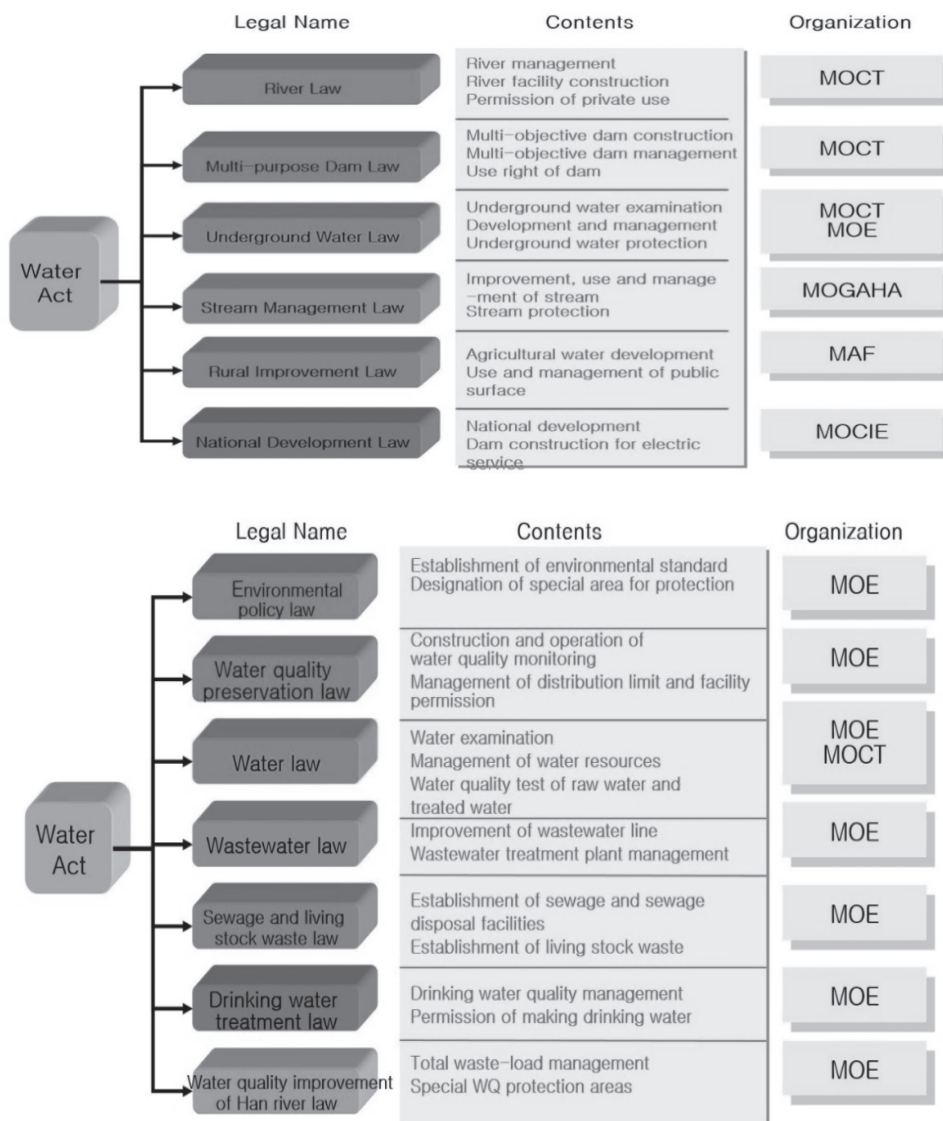 Legal Name Contents Organization
River Law
River management
River facility construction
Permission of private use
MOCT
Multi-purpose Dam Law
Multi-objective dam construction
Multi-objective dam management
Use right of dam
MOCT
Underground Water Law
Underground water examination
Development and management
Underground water protection
MOCT
MOE
Water
Act
Stream Management Law
Improvement, use and manage
-ment of stream
Stream protection
MOGAHA
Rural Improvement Law
Agricultural water development
Use and management of public
surface
MAF
National Development Law
National development
Dam construction for electric
service
MOCIE
Legal Name Contents Organization
Environmental
policy law
Establishment of environmental standard
Designation of special area for protection
MOE
Water quality
preservation law
Construction and operation of
water quality monitoring
Management of distribution limit and facility
permission
MOE
Water law
Water examination
Management of water resources
Water quality test of raw water and
treated water
MOE
MOCT
Water
Act
Wastewater law
Improvement of wastewater line
Wastewater treatment plant management
MOE
Sewage and living
stock waste law
Establishment of sewage and sewage
disposal facilities
Establishment of living stock waste
MOE
Drinking water
treatment law
Drinking water quality management
Permission of making drinking water
MOE
Water quality improvement
of Han river law
Total waste-load management
Special WQ protection areas
MOE